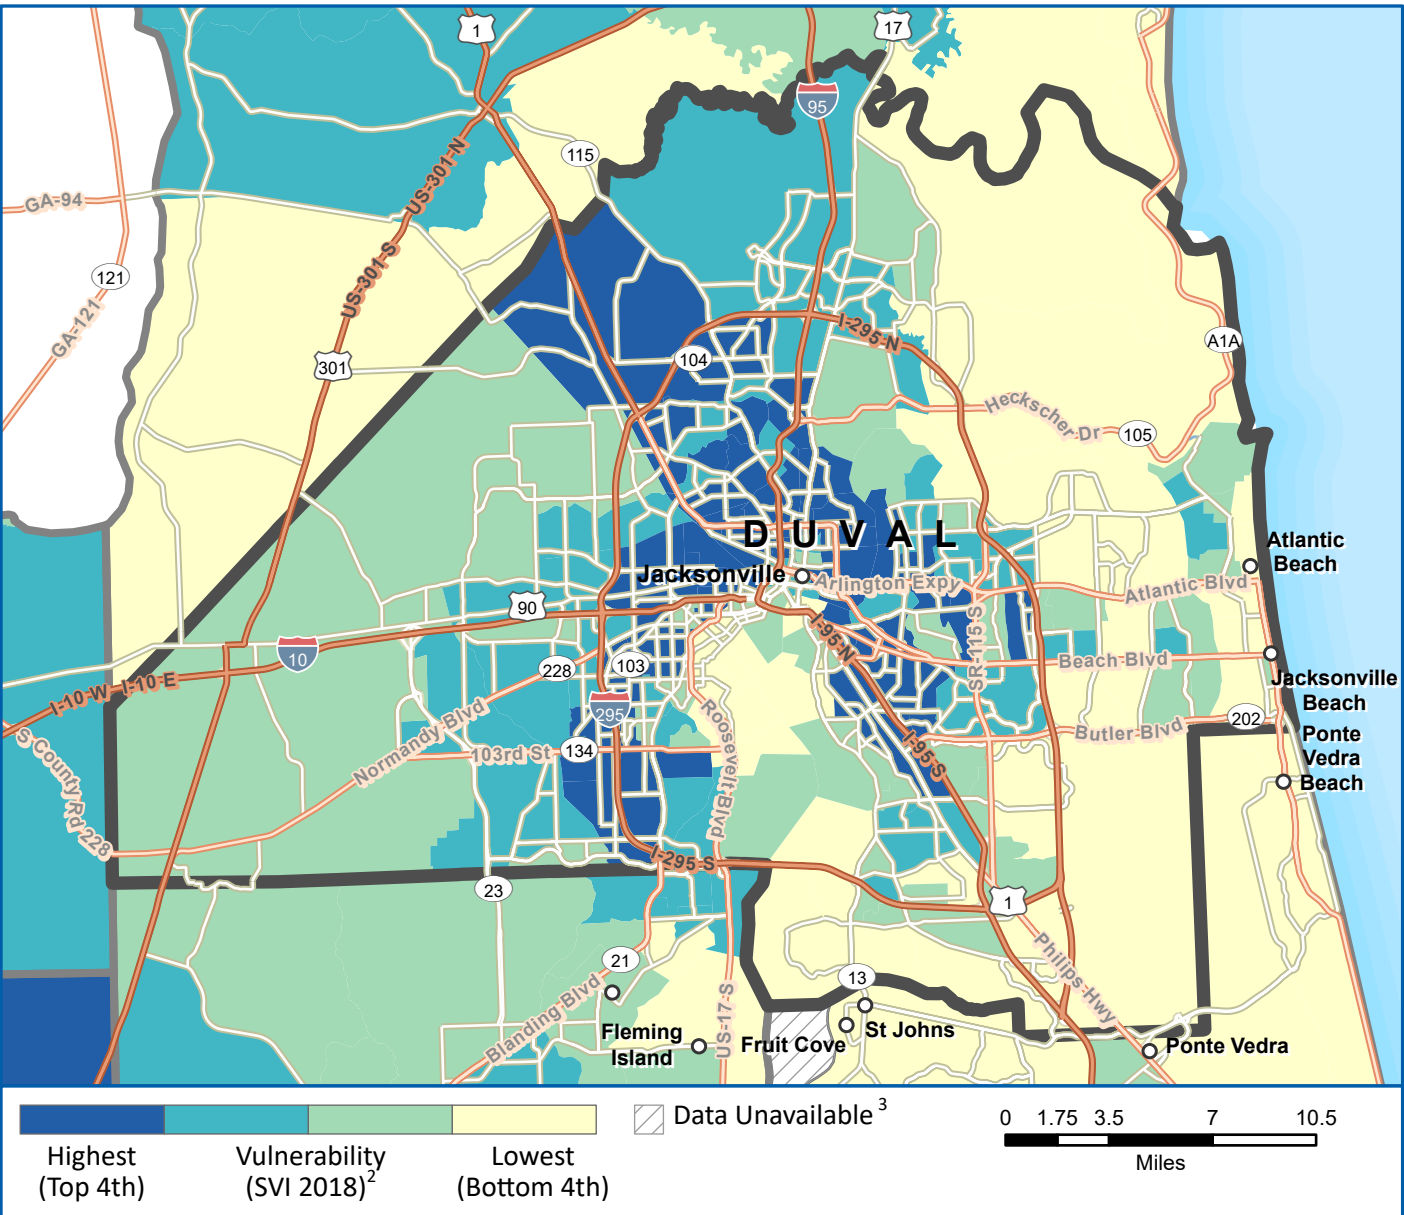 1
17
95
115
GA-94
US-301-N
121
US-301-S
GA-121
301
I-295-N
A1A
104
Heckscher Dr
105
D U V A L
Atlantic
Beach
Jacksonville
Arlington Expy
Atlantic Blvd
90
10
I-95-N
SR-115-S
228
103
Beach Blvd
I-10-W
I-10-E
Jacksonville
Beach
295
202
Roosevelt Blvd
Normandy Blvd
103rd St
134
I-95-S
Butler Blvd
Ponte
Vedra
Beach
S County Rd 228
I-295-S
23
1
21
13
Philips Hwy
Blanding Blvd
US-17-S
Fleming
Island
Fruit Cove
St Johns
Ponte Vedra
Data Unavailable 3
0 1.75 3.5 7 10.5
Miles
Highest
(Top 4th)
Vulnerability
(SVI 2018)2
Lowest
(Bottom 4th)